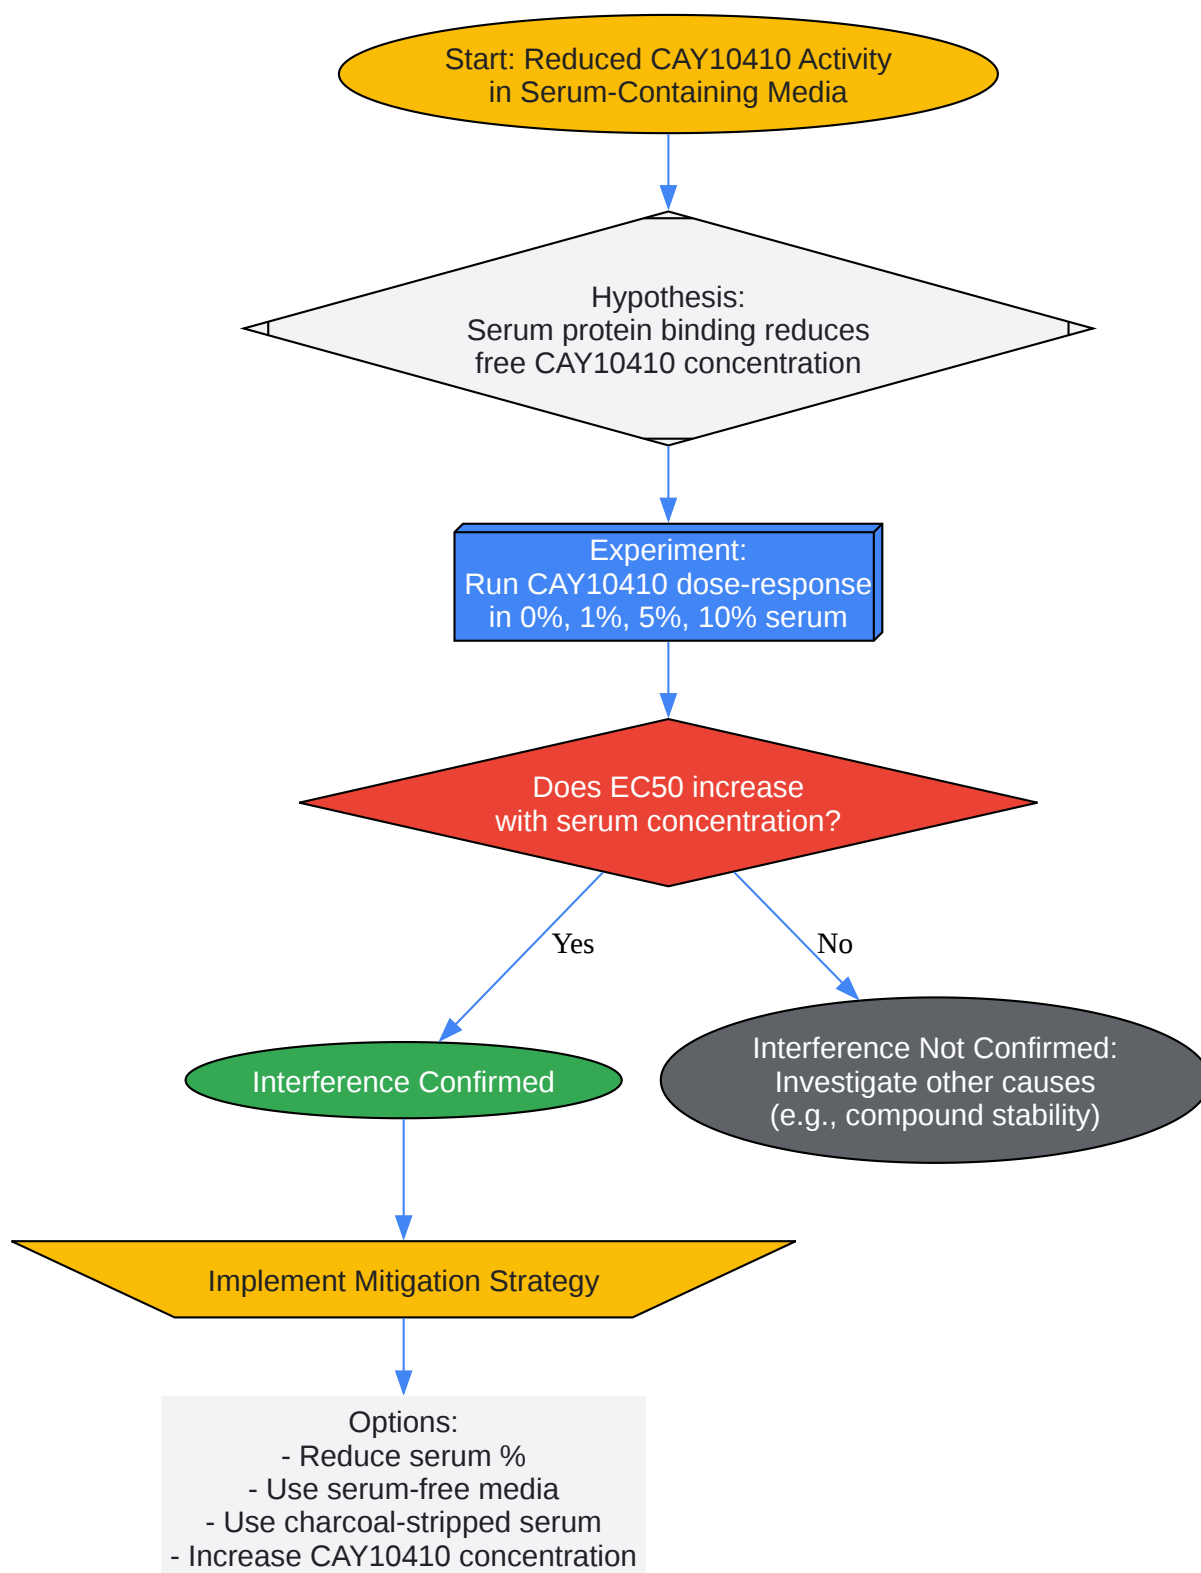 Start: Reduced CAY10410 Activity
in Serum-Containing Media
Hypothesis:
Serum protein binding reduces
free CAY10410 concentration
Experiment:
Run CAY10410 dose-response
in 0%, 1%, 5%, 10% serum
Does EC50 increase
with serum concentration?
Yes
No
Interference Confirmed
Interference Not Confirmed:
Investigate other causes
(e.g., compound stability)
Implement Mitigation Strategy
Options:
- Reduce serum %
- Use serum-free media
- Use charcoal-stripped serum
- Increase CAY10410 concentration